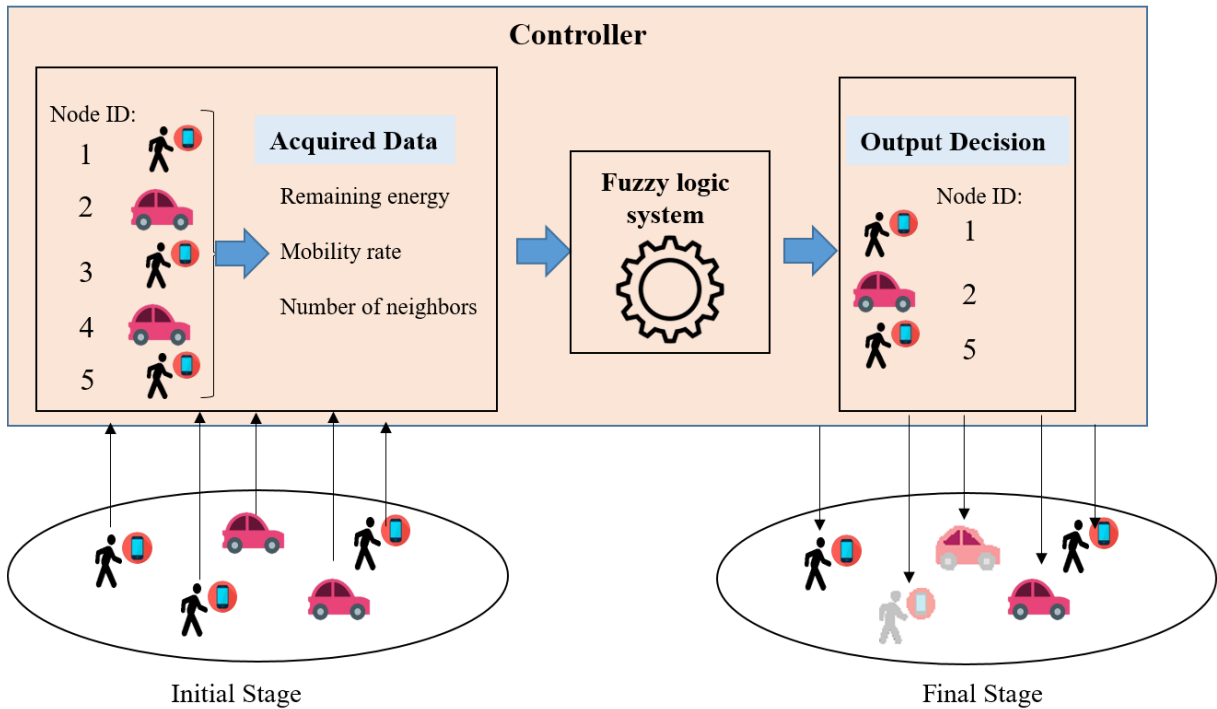 Controller
Node ID:
1
2
3
4
5
Acquired Data
Remaining energy
Mobility rate
Number of neighbors
Fuzzy logic
system
Output Decision
Node ID:
1
2
5
Initial Stage
Final Stage